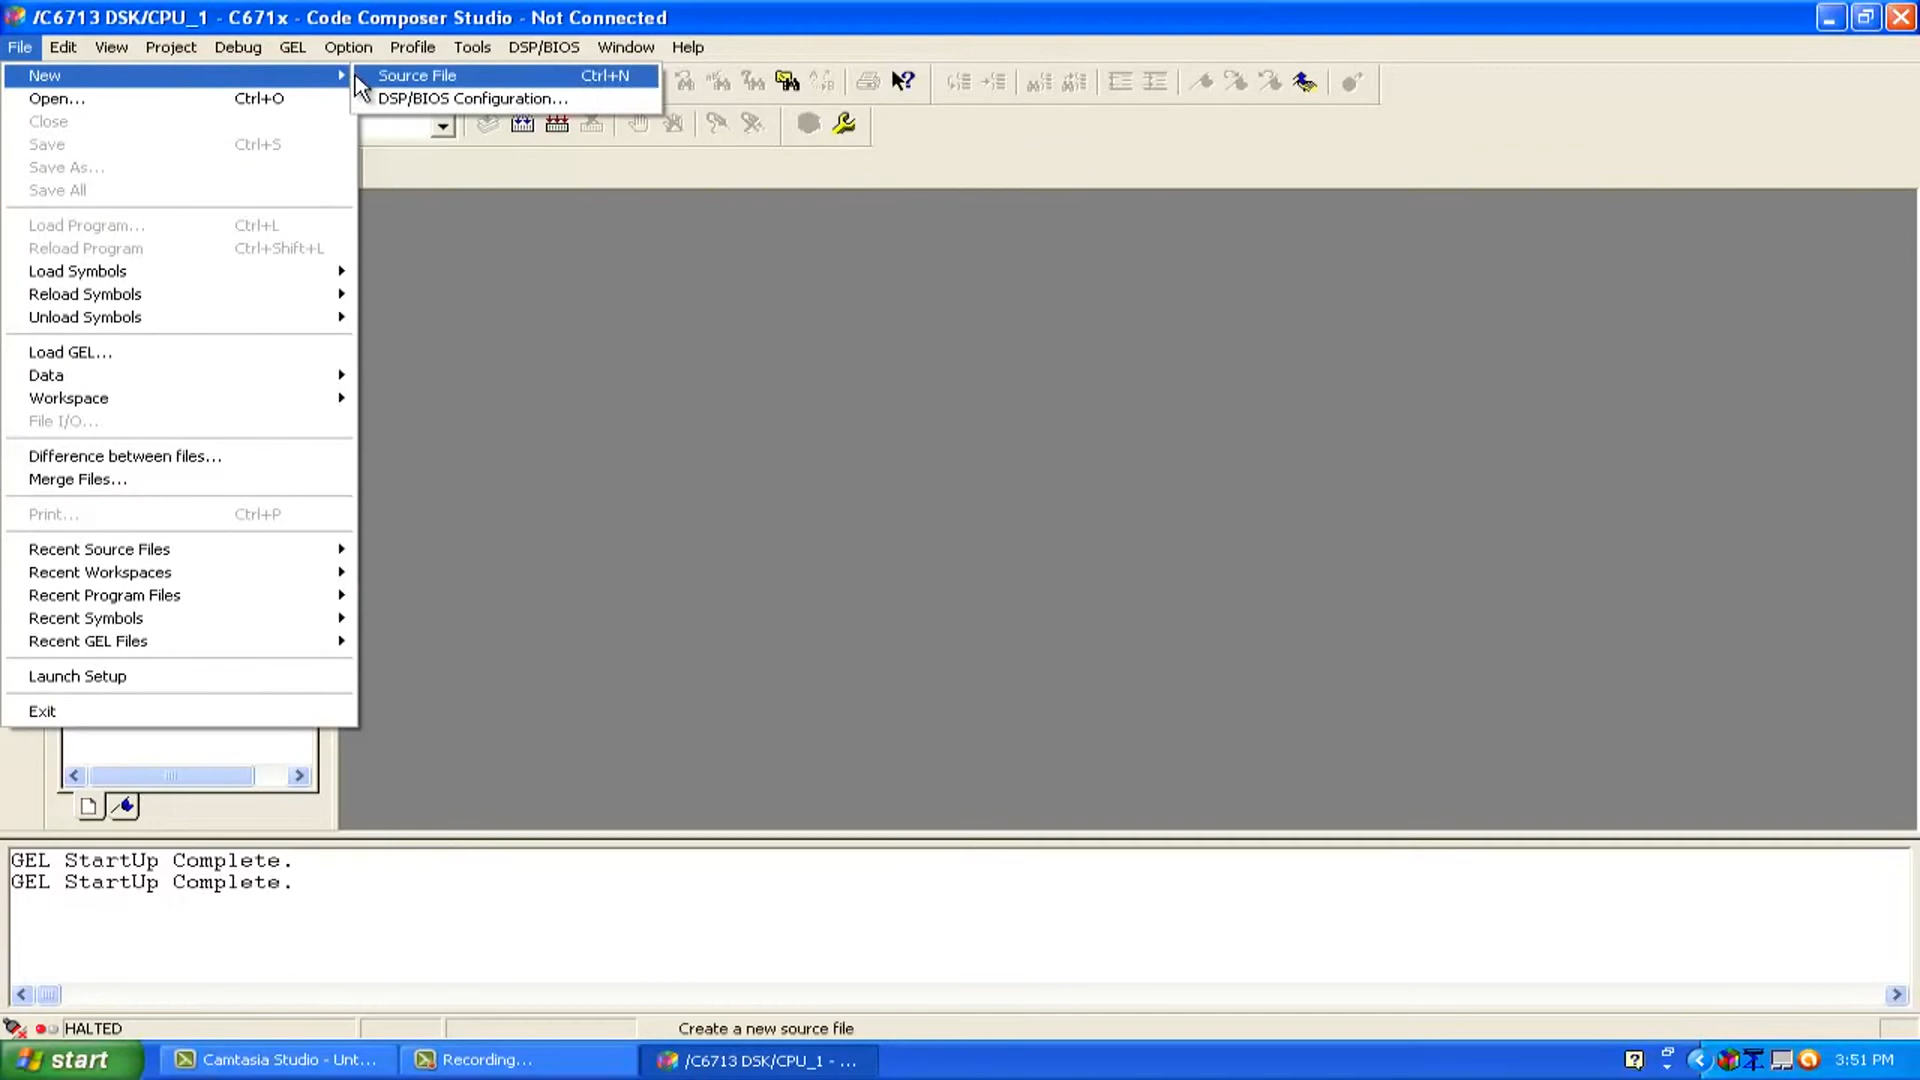 /C6713 DSK/CPU_1 - C671x - Code Composer Studio - Not Connected
File Edit View Project Debug GEL Option Profile Tools DSP/BIOS Window Help
New
Source File Ctrl+N
DSP/BIOS Configuration...
Open... Ctrl+O
Close
Save Ctrl+S
Save As...
Save All
Load Program... Ctrl+L
Reload Program Ctrl+Shift+L
Load Symbols
Reload Symbols
Unload Symbols
Load GEL...
Data
Workspace
File I/O...
Difference between files...
Merge Files...
Print... Ctrl+P
Recent Source Files
Recent Workspaces
Recent Program Files
Recent Symbols
Recent GEL Files
Launch Setup
Exit
GEL StartUp Complete.
GEL StartUp Complete.
HALTED Create a new source file
start Camtasia Studio - Unt... Recording... /C6713 DSK/CPU_1 - ... 3:51 PM